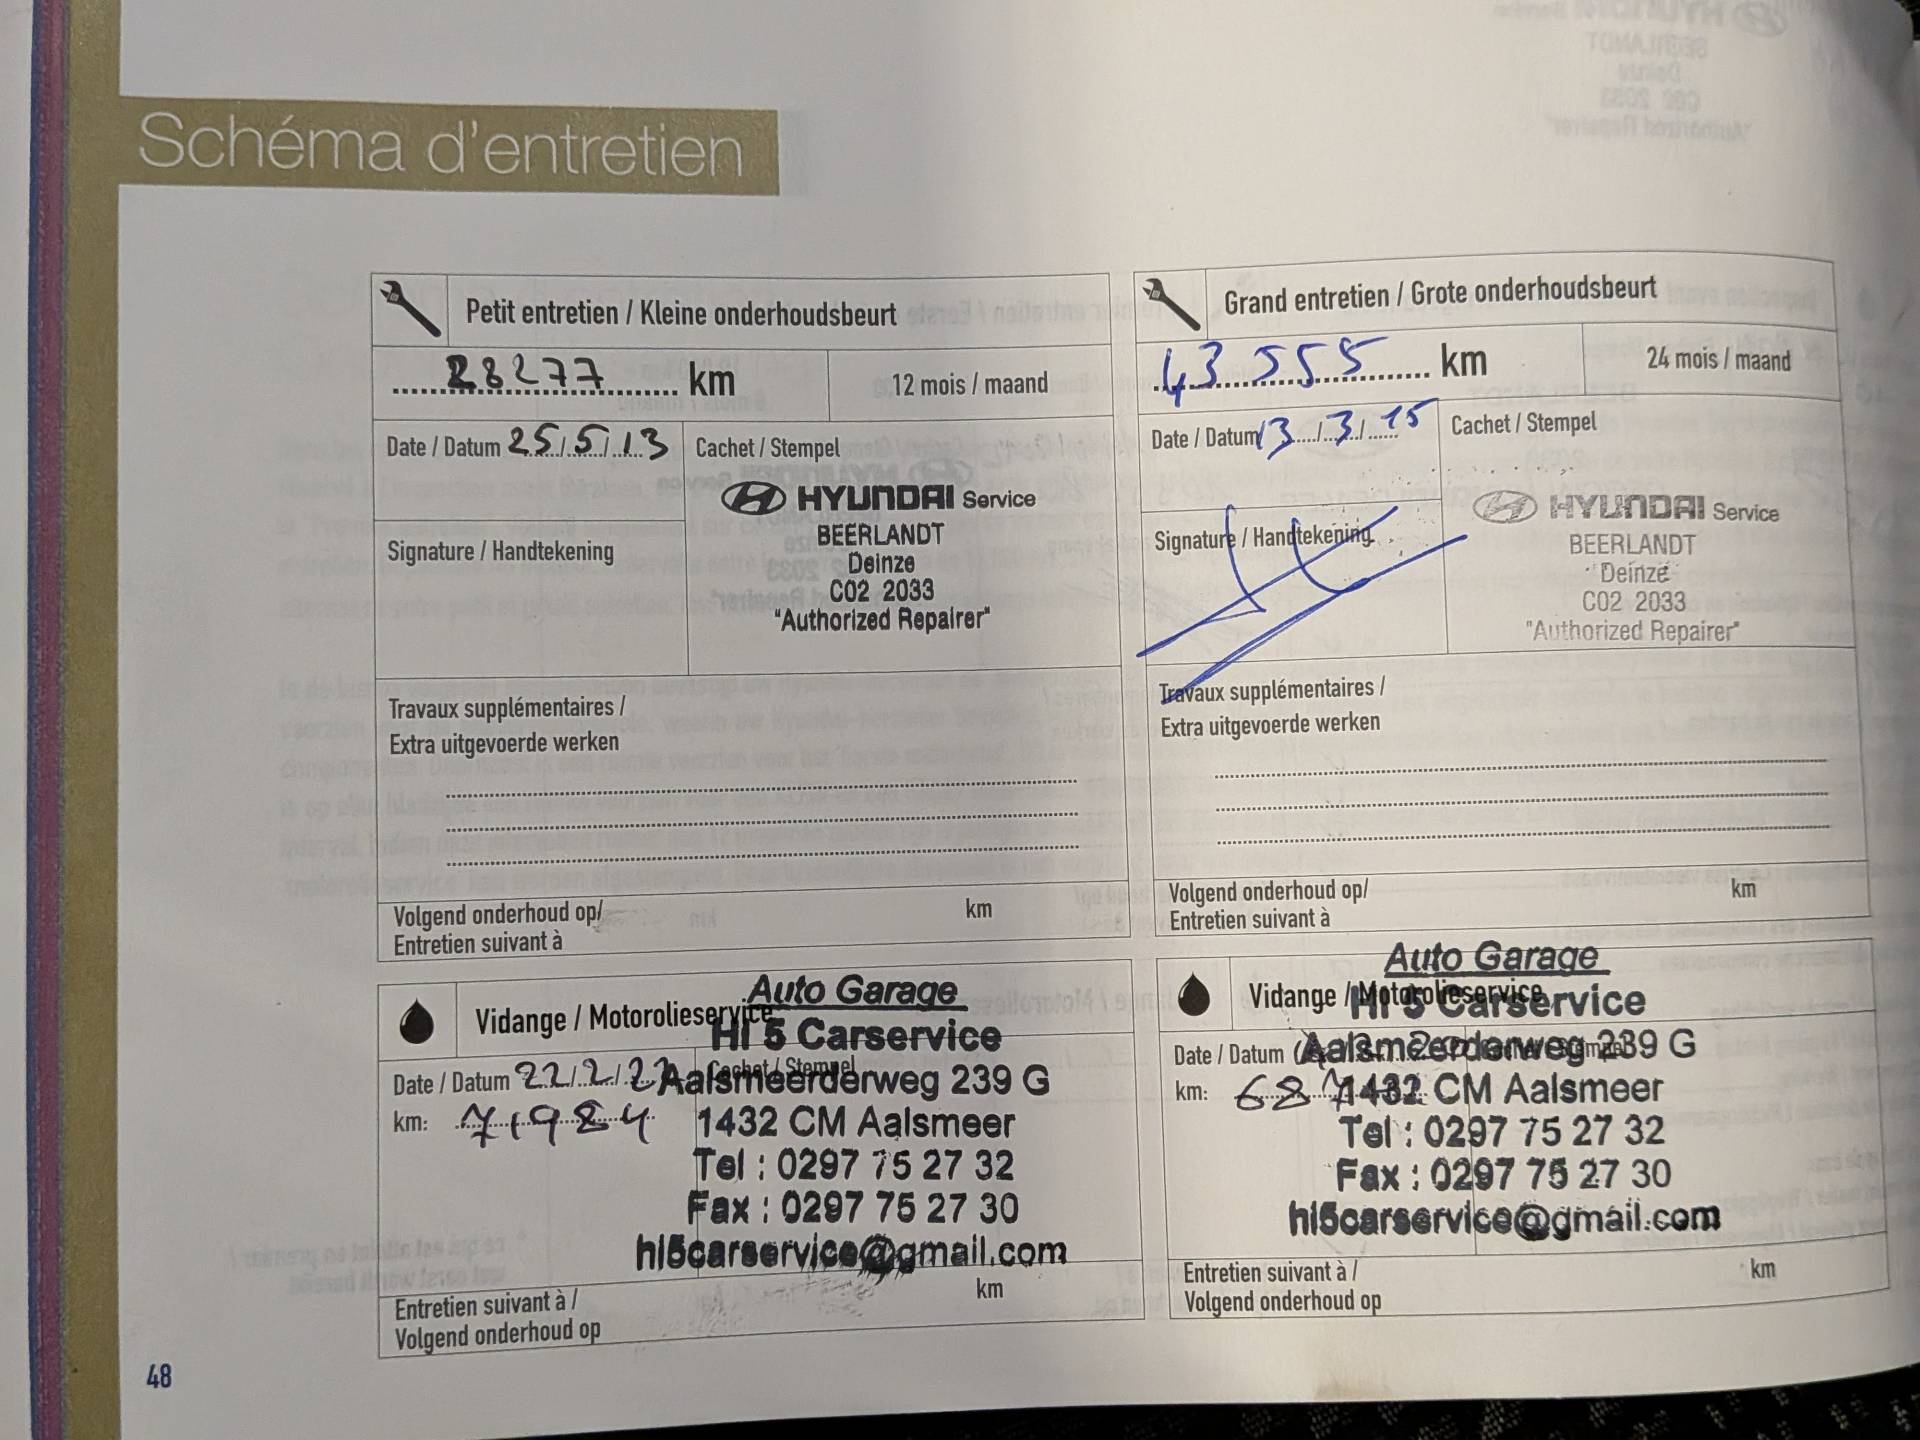 Schéma d'entretien
Petit entretien / Kleine onderhoudsbeurt
28277 km
12 mois / maand
Date / Datum 25/5/13
Cachet / Stempel
HYUNDAI Service
BEERLANDT
Deinze
C02 2033
"Authorized Repairer"
Signature / Handtekening
Travaux supplémentaires /
Extra uitgevoerde werken
Volgend onderhoud op/
Entretien suivant à
km
Grand entretien / Grote onderhoudsbeurt
43 555 km
24 mois / maand
Date / Datum 13/3/15
Cachet / Stempel
HYUNDAI Service
BEERLANDT
Deinze
C02 2033
"Authorized Repairer"
Signature / Handtekening
Travaux supplémentaires /
Extra uitgevoerde werken
Volgend onderhoud op/
Entretien suivant à
km
Vidange / Motorolieservice
Date / Datum 22/2/
Cachet / Stempel
km: 71984
Auto Garage
HI 5 Carservice
Aalsmeerderweg 239 G
1432 CM Aalsmeer
Tel : 0297 75 27 32
Fax : 0297 75 27 30
hi5carservice@gmail.com
Entretien suivant à /
Volgend onderhoud op
km
Vidange / Motorolieservice
Date / Datum
km:
Auto Garage
HI 5 Carservice
Aalsmeerderweg 239 G
1432 CM Aalsmeer
Tel : 0297 75 27 32
Fax : 0297 75 27 30
hi5carservice@gmail.com
Entretien suivant à /
Volgend onderhoud op
km
48